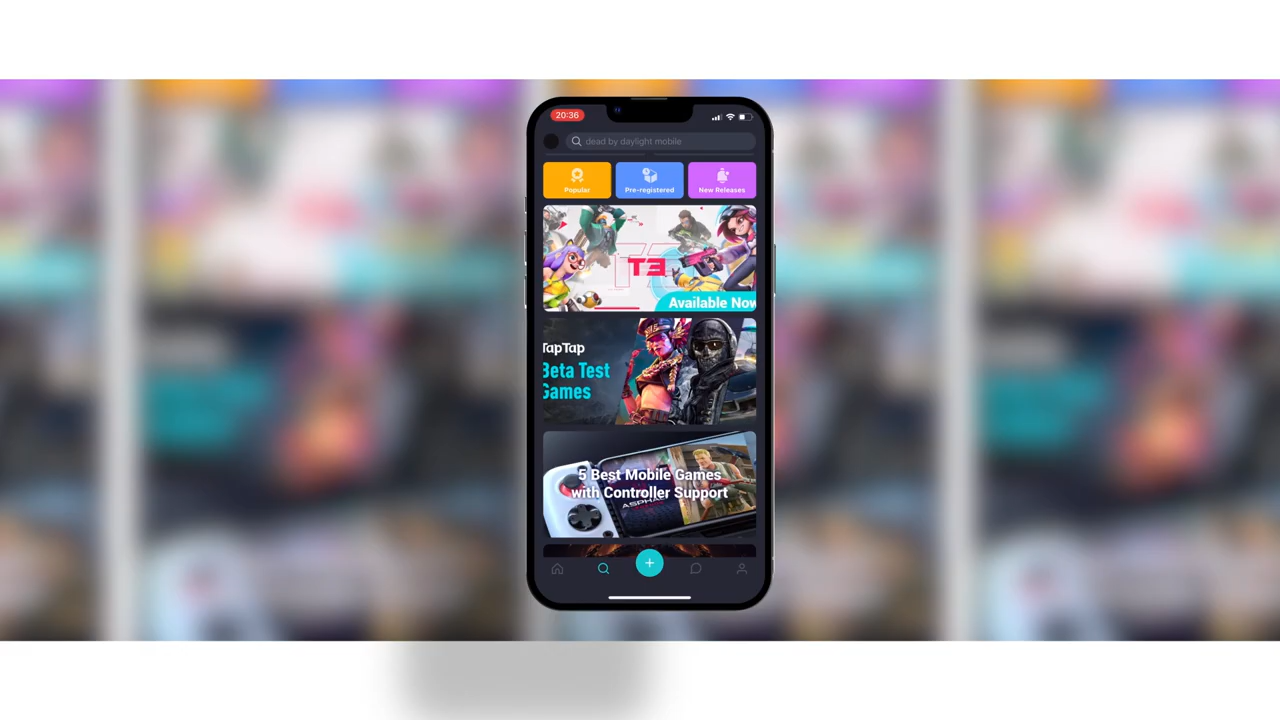 20:36
dead by daylight mobile
Popular
Pre-registered
New Releases
T3
Available Now
TapTap
Beta Test
Games
5 Best Mobile Games
with Controller Support
ASPHALT